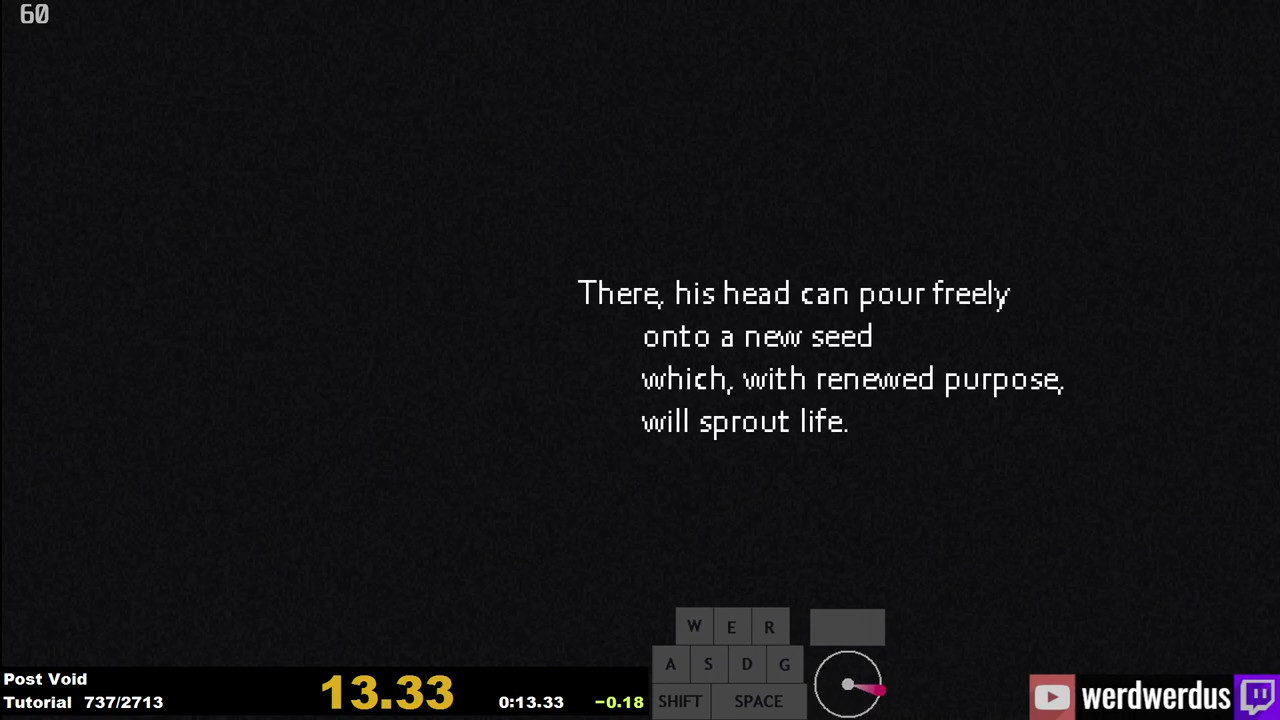 60
There, his head can pour freely
onto a new seed
which, with renewed purpose,
will sprout life.
W E R
A S D G
SHIFT SPACE
Post Void
Tutorial 737/2713
13.33
0:13.33 −0.18
werdwerdus